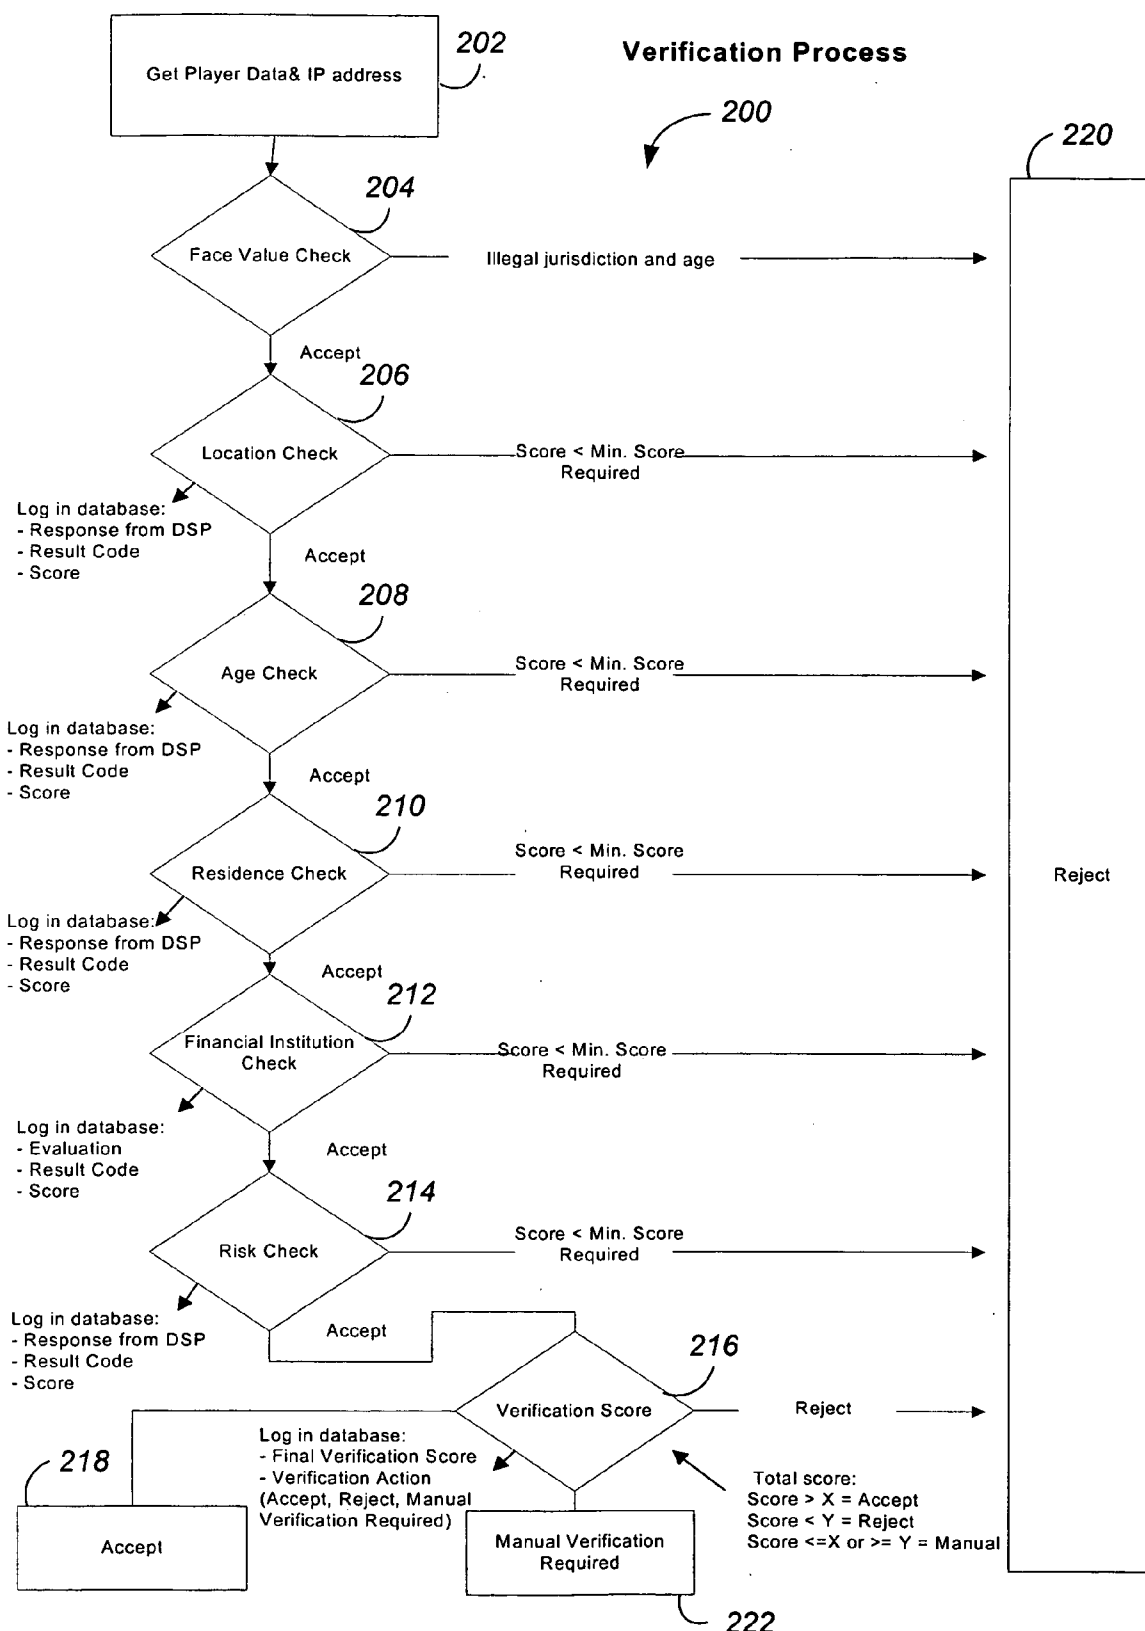 202
Verification Process
Get Player Data& IP address
200
220
204
Face Value Check
Illegal jurisdiction and age
Accept
206
Location Check
Score < Min. Score
Required
Log in database:
- Response from DSP
- Result Code
- Score
Accept
208
Age Check
Score < Min. Score
Required
Log in database:
- Response from DSP
- Result Code
- Score
Accept
210
Residence Check
Score < Min. Score
Required
Reject
Log in database:
- Response from DSP
- Result Code
- Score
Accept
212
Financial Institution
Check
Score < Min. Score
Required
Log in database:
- Evaluation
- Result Code
- Score
Accept
214
Risk Check
Score < Min. Score
Required
Log in database:
- Response from DSP
- Result Code
- Score
Accept
216
Verification Score
Reject
Log in database:
- Final Verification Score
- Verification Action
(Accept, Reject, Manual
Verification Required)
218
Accept
Total score:
Score > X = Accept
Score < Y = Reject
Score <=X or >= Y = Manual
Manual Verification
Required
222